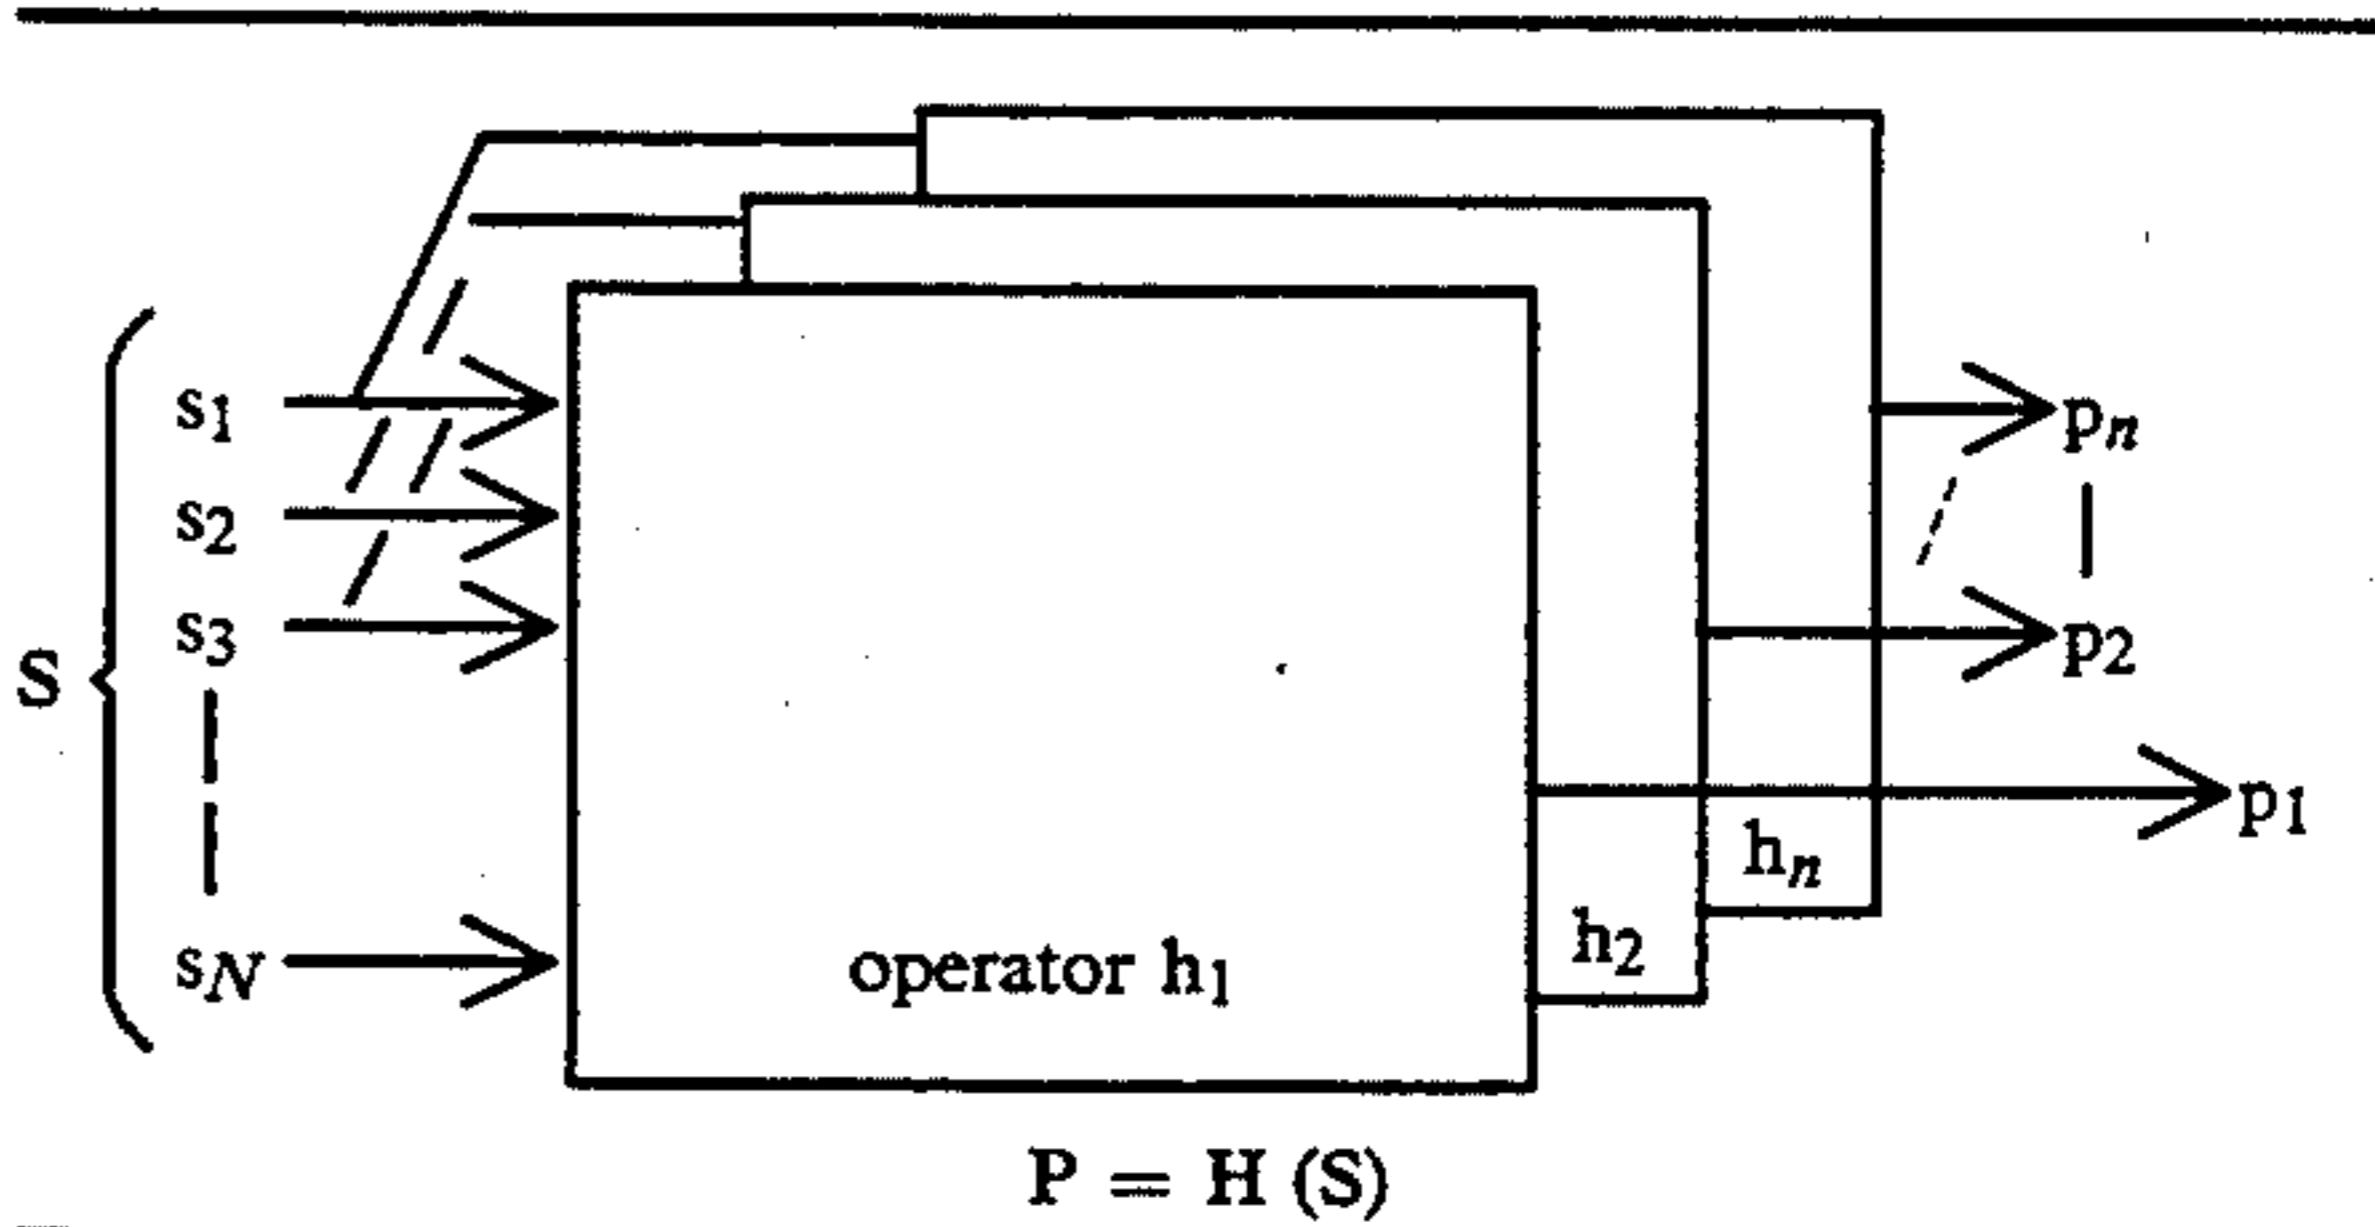 S
s1
s2
s3
sN
pn
p2
p1
hn
h2
operator h1
P = H (S)